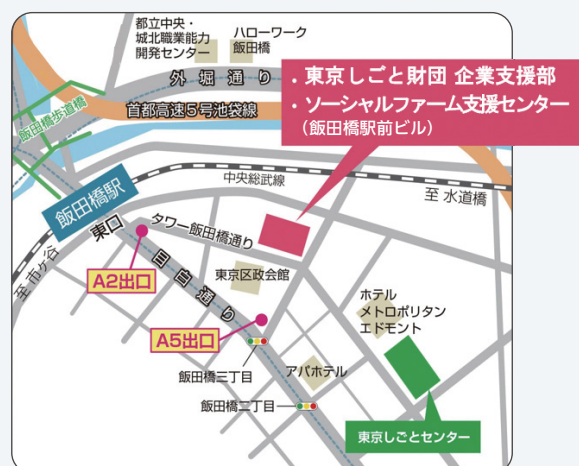 都立中央・
城北職業能力
開発センター
ハローワーク
飯田橋
外堀通り
首都高速5号池袋線
飯田橋歩道橋
・東京しごと財団 企業支援部
・ソーシャルファーム支援センター
（飯田橋駅前ビル）
中央総武線
至 水道橋
飯田橋駅
東口
タワー飯田橋通り
至 市ヶ谷
A2出口
目白通り
東京区政会館
ホテル
メトロポリタン
エドモント
A5出口
飯田橋三丁目
アパホテル
飯田橋二丁目
東京しごとセンター